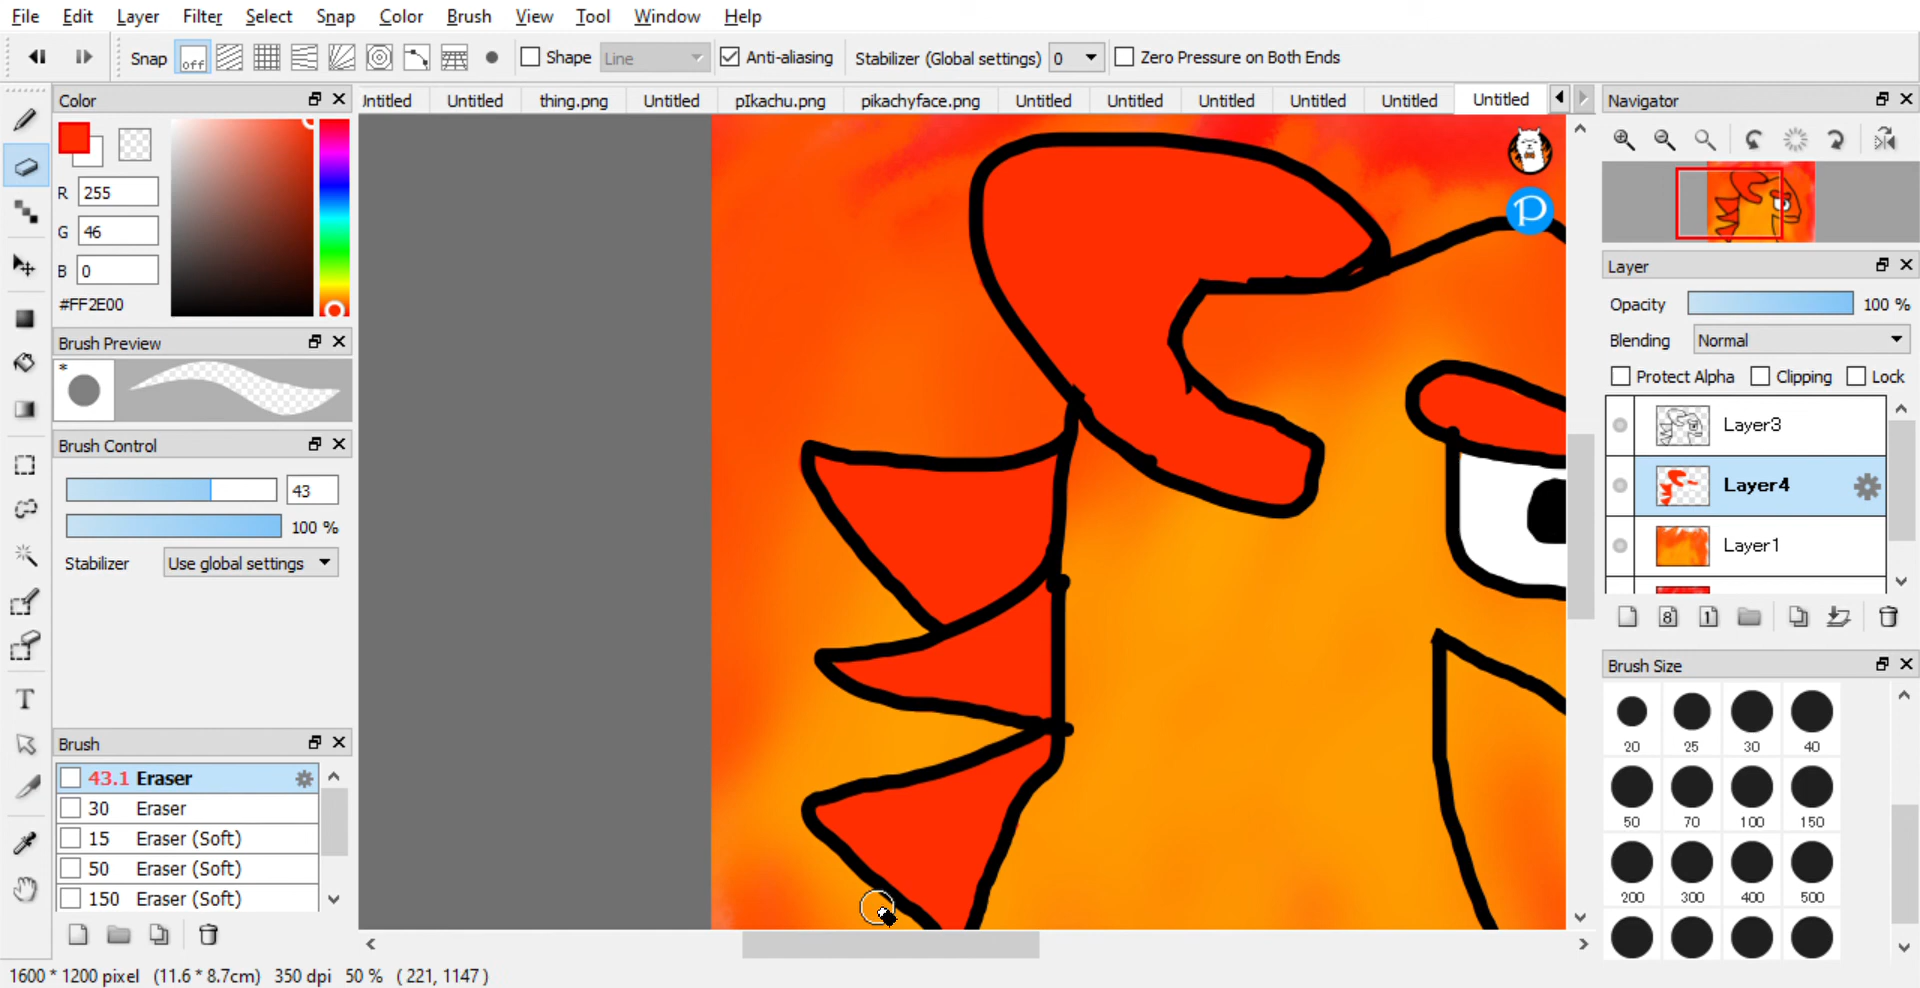 File Edit Layer Filter Select Snap Color Brush View Tool Window Help
Snap off Shape Line Anti-aliasing Stabilizer (Global settings) 0 Zero Pressure on Both Ends
Color
Untitled Untitled thing.png Untitled pIkachu.png pikachyface.png Untitled Untitled Untitled Untitled Untitled Untitled
Navigator
R 255
G 46
B 0
#FF2E00
P
Layer
Opacity 100 %
Brush Preview
Blending Normal
*
Protect Alpha Clipping Lock
Layer3
Brush Control
43
Layer4
100 %
Layer1
Stabilizer Use global settings
8 1
Brush Size
20 25 30 40
Brush
43.1 Eraser
30 Eraser
15 Eraser (Soft)
50 Eraser (Soft)
150 Eraser (Soft)
50 70 100 150
200 300 400 500
T
1600 * 1200 pixel (11.6 * 8.7cm) 350 dpi 50 % ( 221, 1147 )